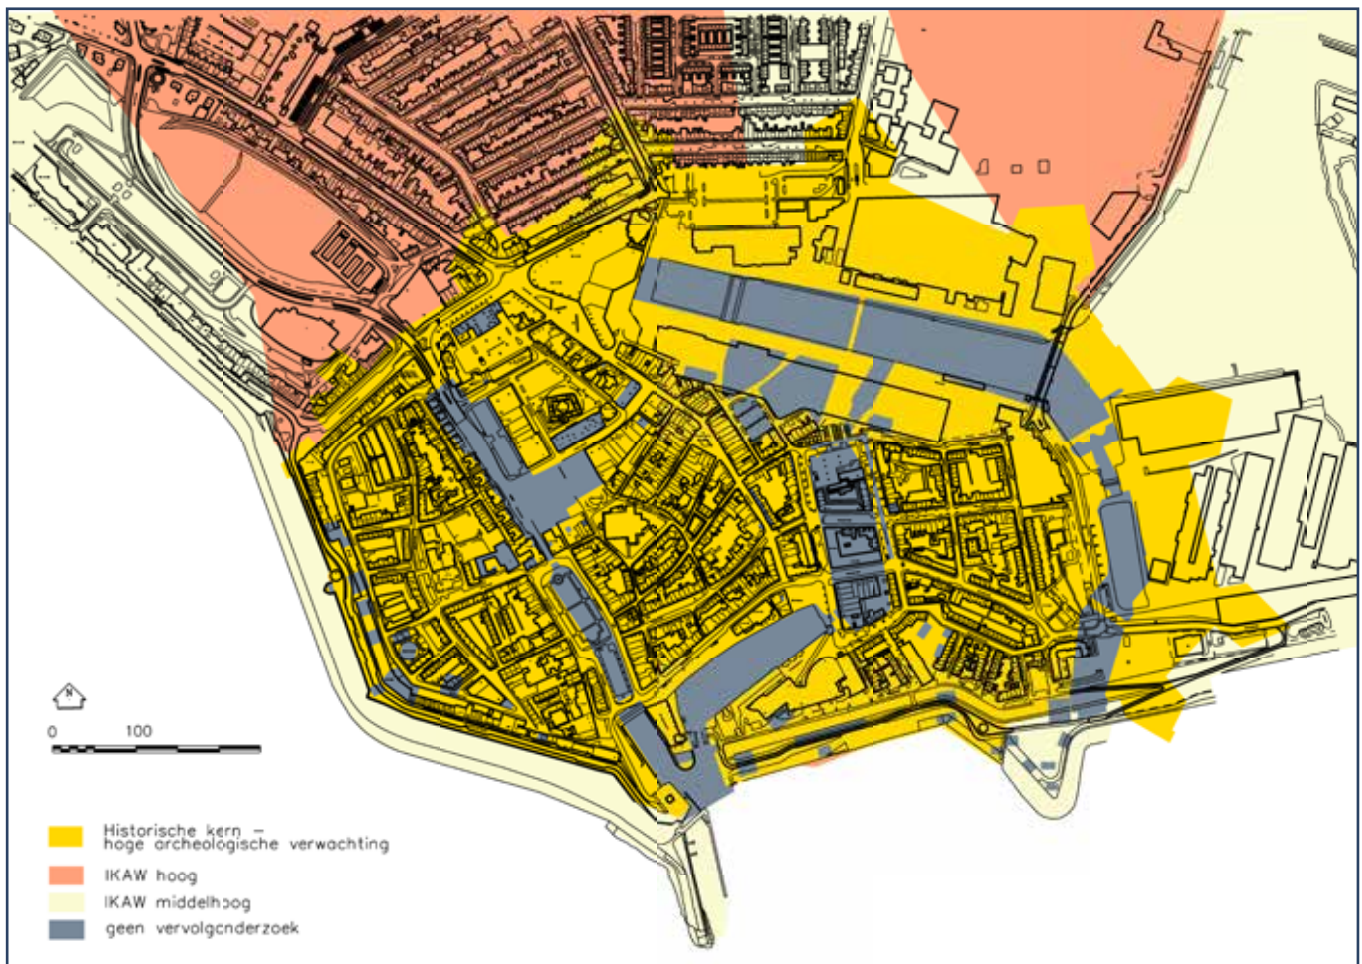 N
0 100
Historische kern –
hoge archeologische verwachting
IKAW hoog
IKAW middelhoog
geen vervolgonderzoek